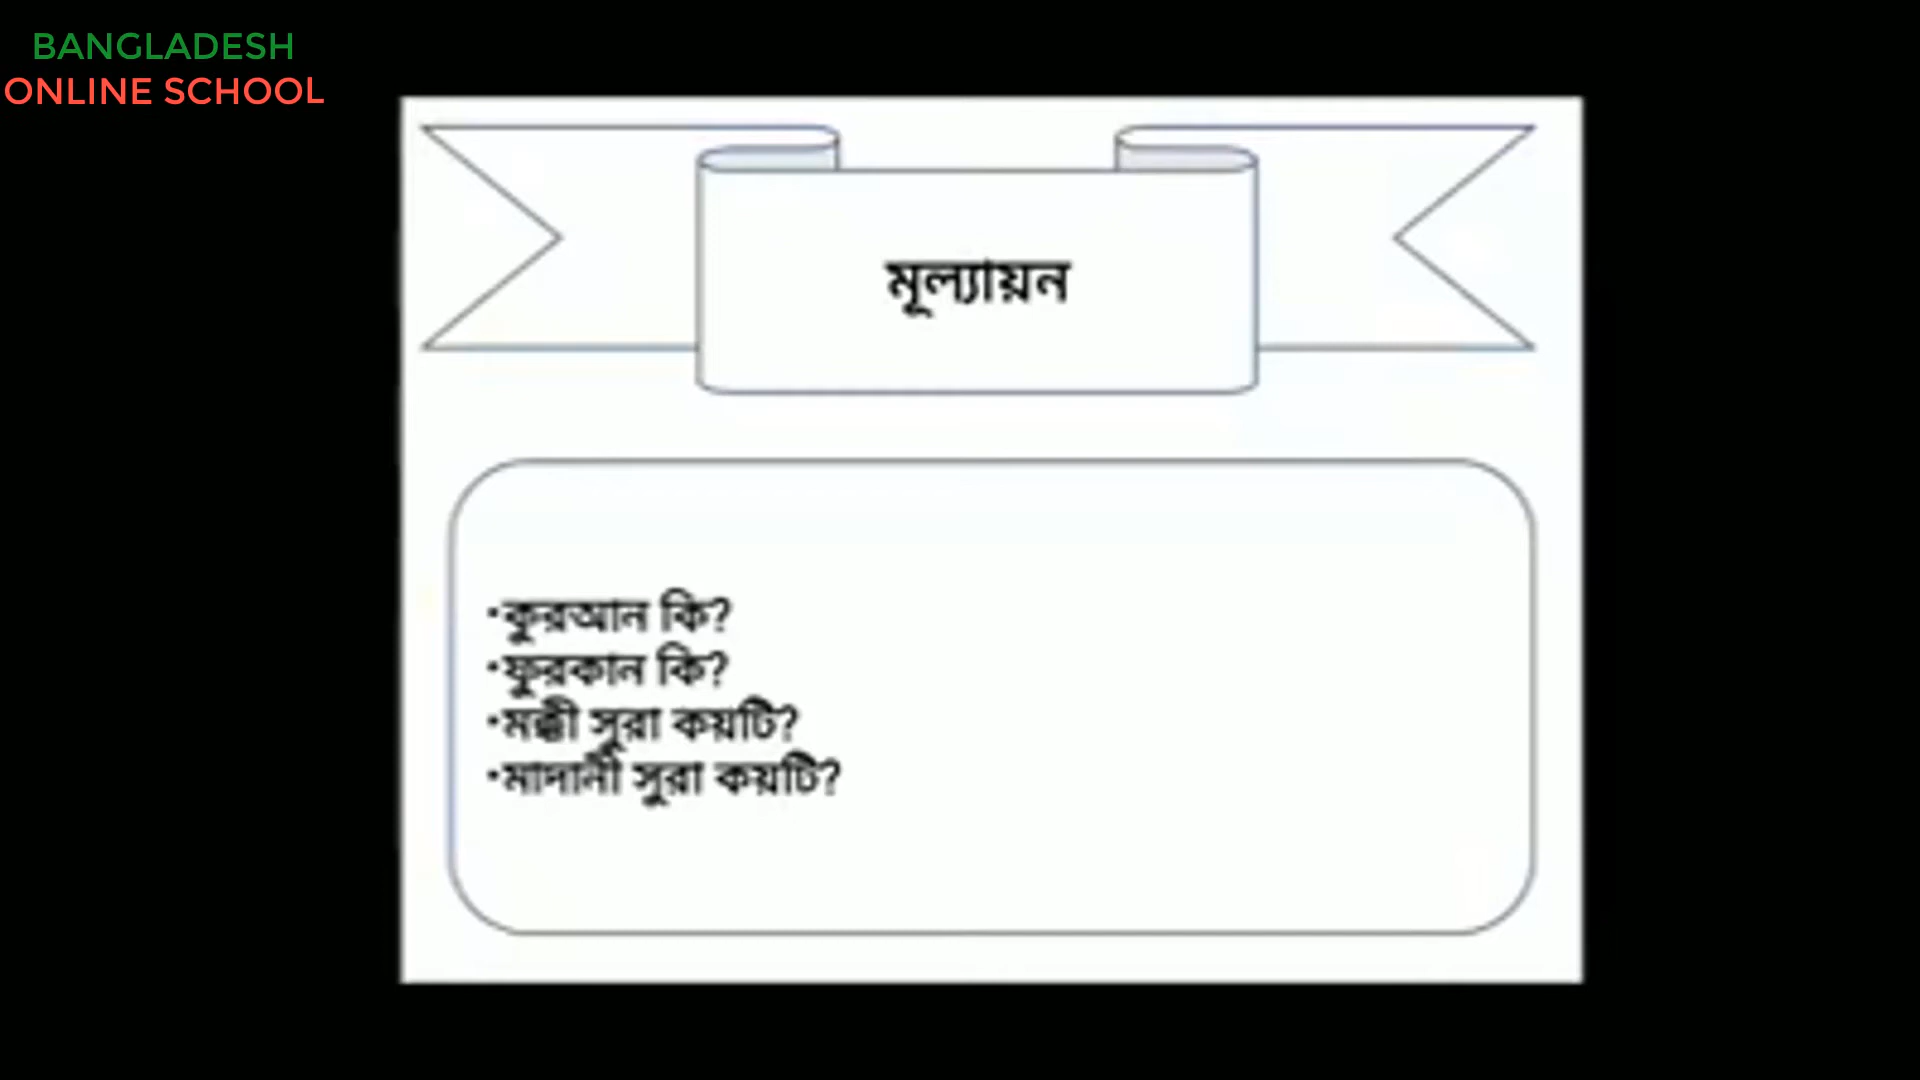 BANGLADESH
ONLINE SCHOOL
মূল্যায়ন
•কুরআন কি?
•ফুরকান কি?
•মক্কী সূরা কয়টি?
•মাদানী সূরা কয়টি?